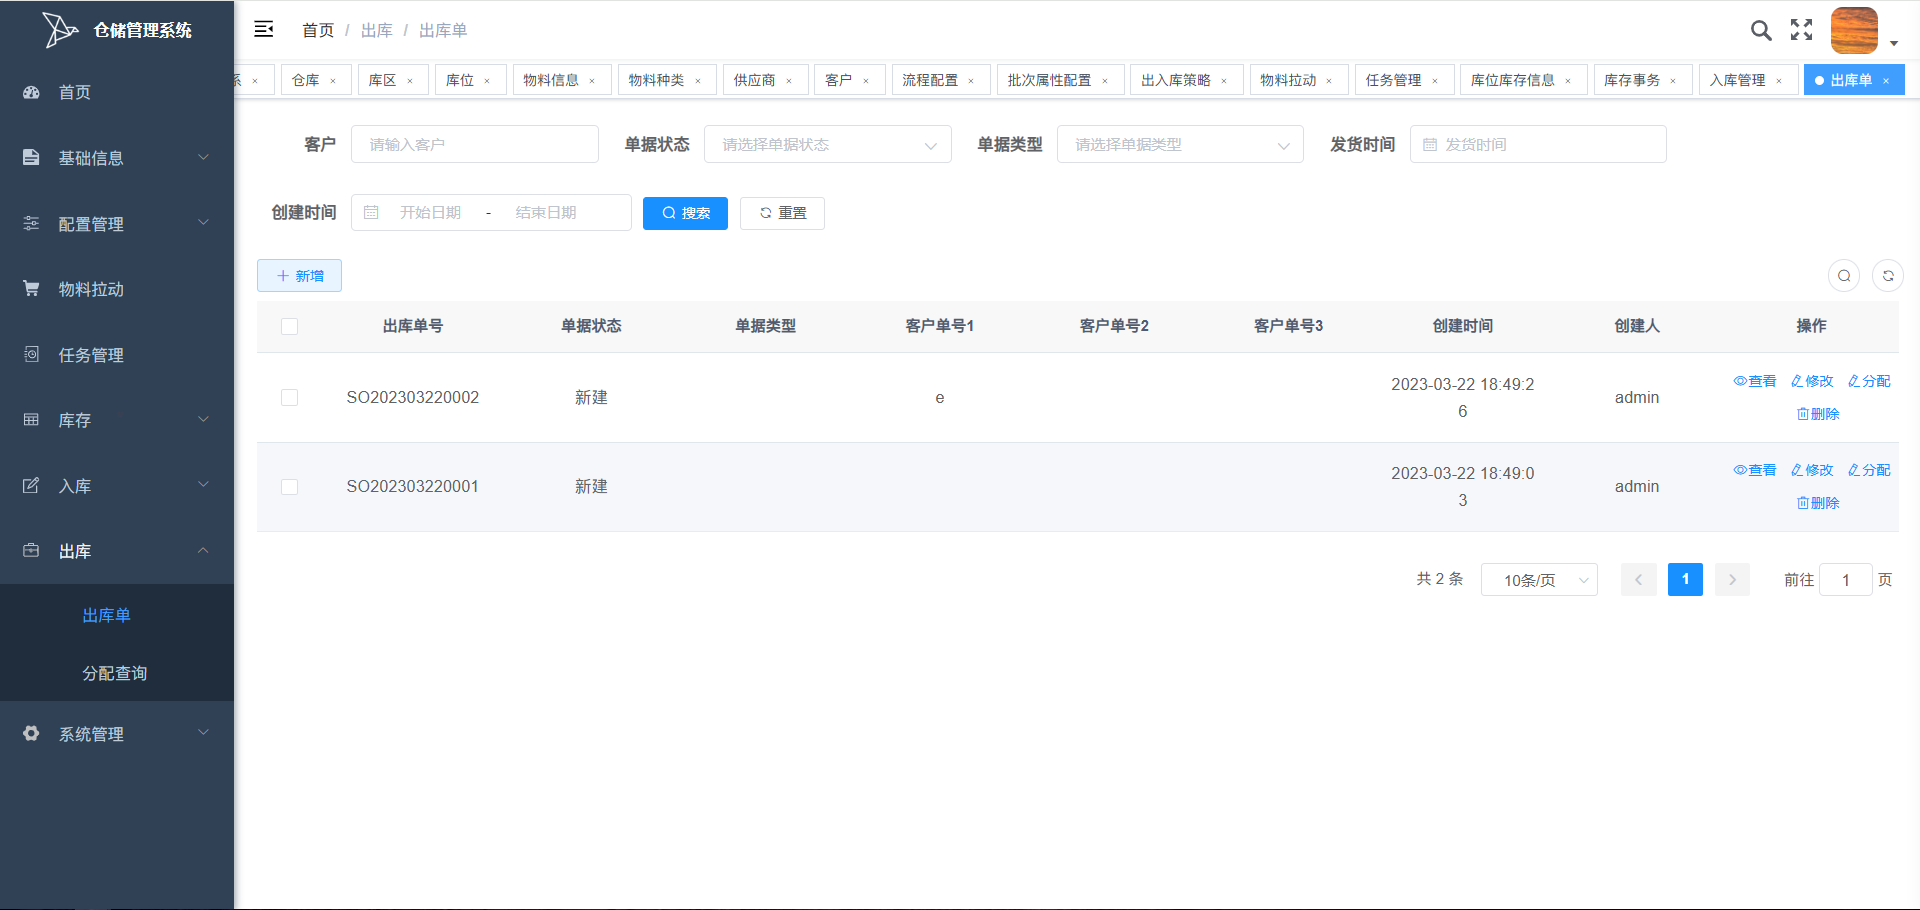 仓储管理系统
首页 / 出库 / 出库单
系 × 仓库 × 库区 × 库位 × 物料信息 × 物料种类 × 供应商 × 客户 × 流程配置 × 批次属性配置 × 出入库策略 × 物料拉动 × 任务管理 × 库位库存信息 × 库存事务 × 入库管理 × 出库单 ×
首页
基础信息
配置管理
物料拉动
任务管理
库存
入库
出库
出库单
分配查询
系统管理
客户 请输入客户 单据状态 请选择单据状态 单据类型 请选择单据类型 发货时间 发货时间
创建时间 开始日期 - 结束日期 搜索 重置
新增
出库单号 单据状态 单据类型 客户单号1 客户单号2 客户单号3 创建时间 创建人 操作
SO202303220002 新建 e 2023-03-22 18:49:2 admin 查看 修改 分配
6 删除
SO202303220001 新建 2023-03-22 18:49:0 admin 查看 修改 分配
3 删除
共 2 条 10条/页 1 前往 1 页